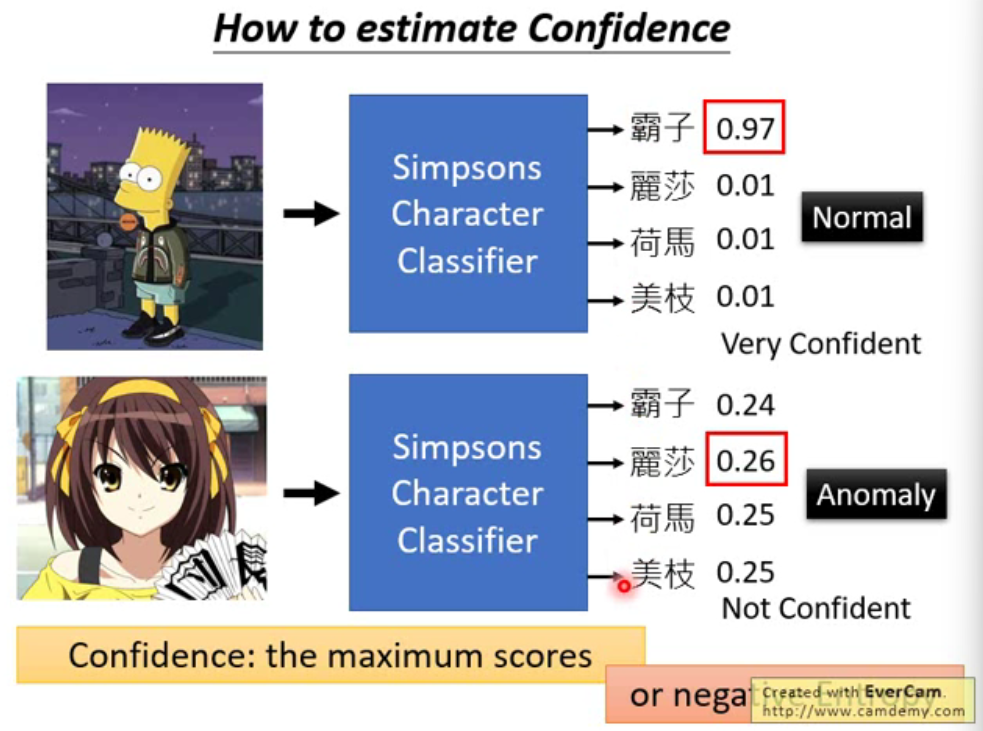 How to estimate Confidence
Simpsons
Character
Classifier
霸子 0.97
麗莎 0.01
荷馬 0.01
美枝 0.01
Normal
Very Confident
Simpsons
Character
Classifier
霸子 0.24
麗莎 0.26
荷馬 0.25
美枝 0.25
Anomaly
Not Confident
Confidence: the maximum scores
or negative Entropy
Created with EverCam.
http://www.camdemy.com